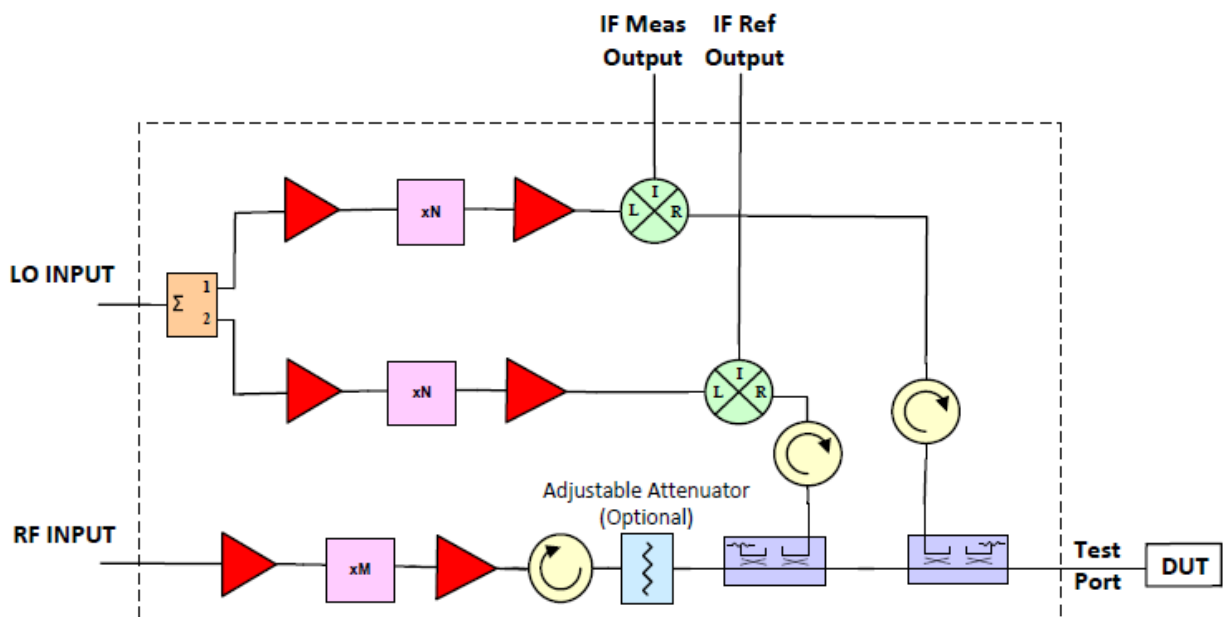 IF Meas Output
IF Ref Output
I
L R
xN
LO INPUT
Σ 1
2
I
L R
xN
Adjustable Attenuator
(Optional)
RF INPUT
xM
Test
Port
DUT